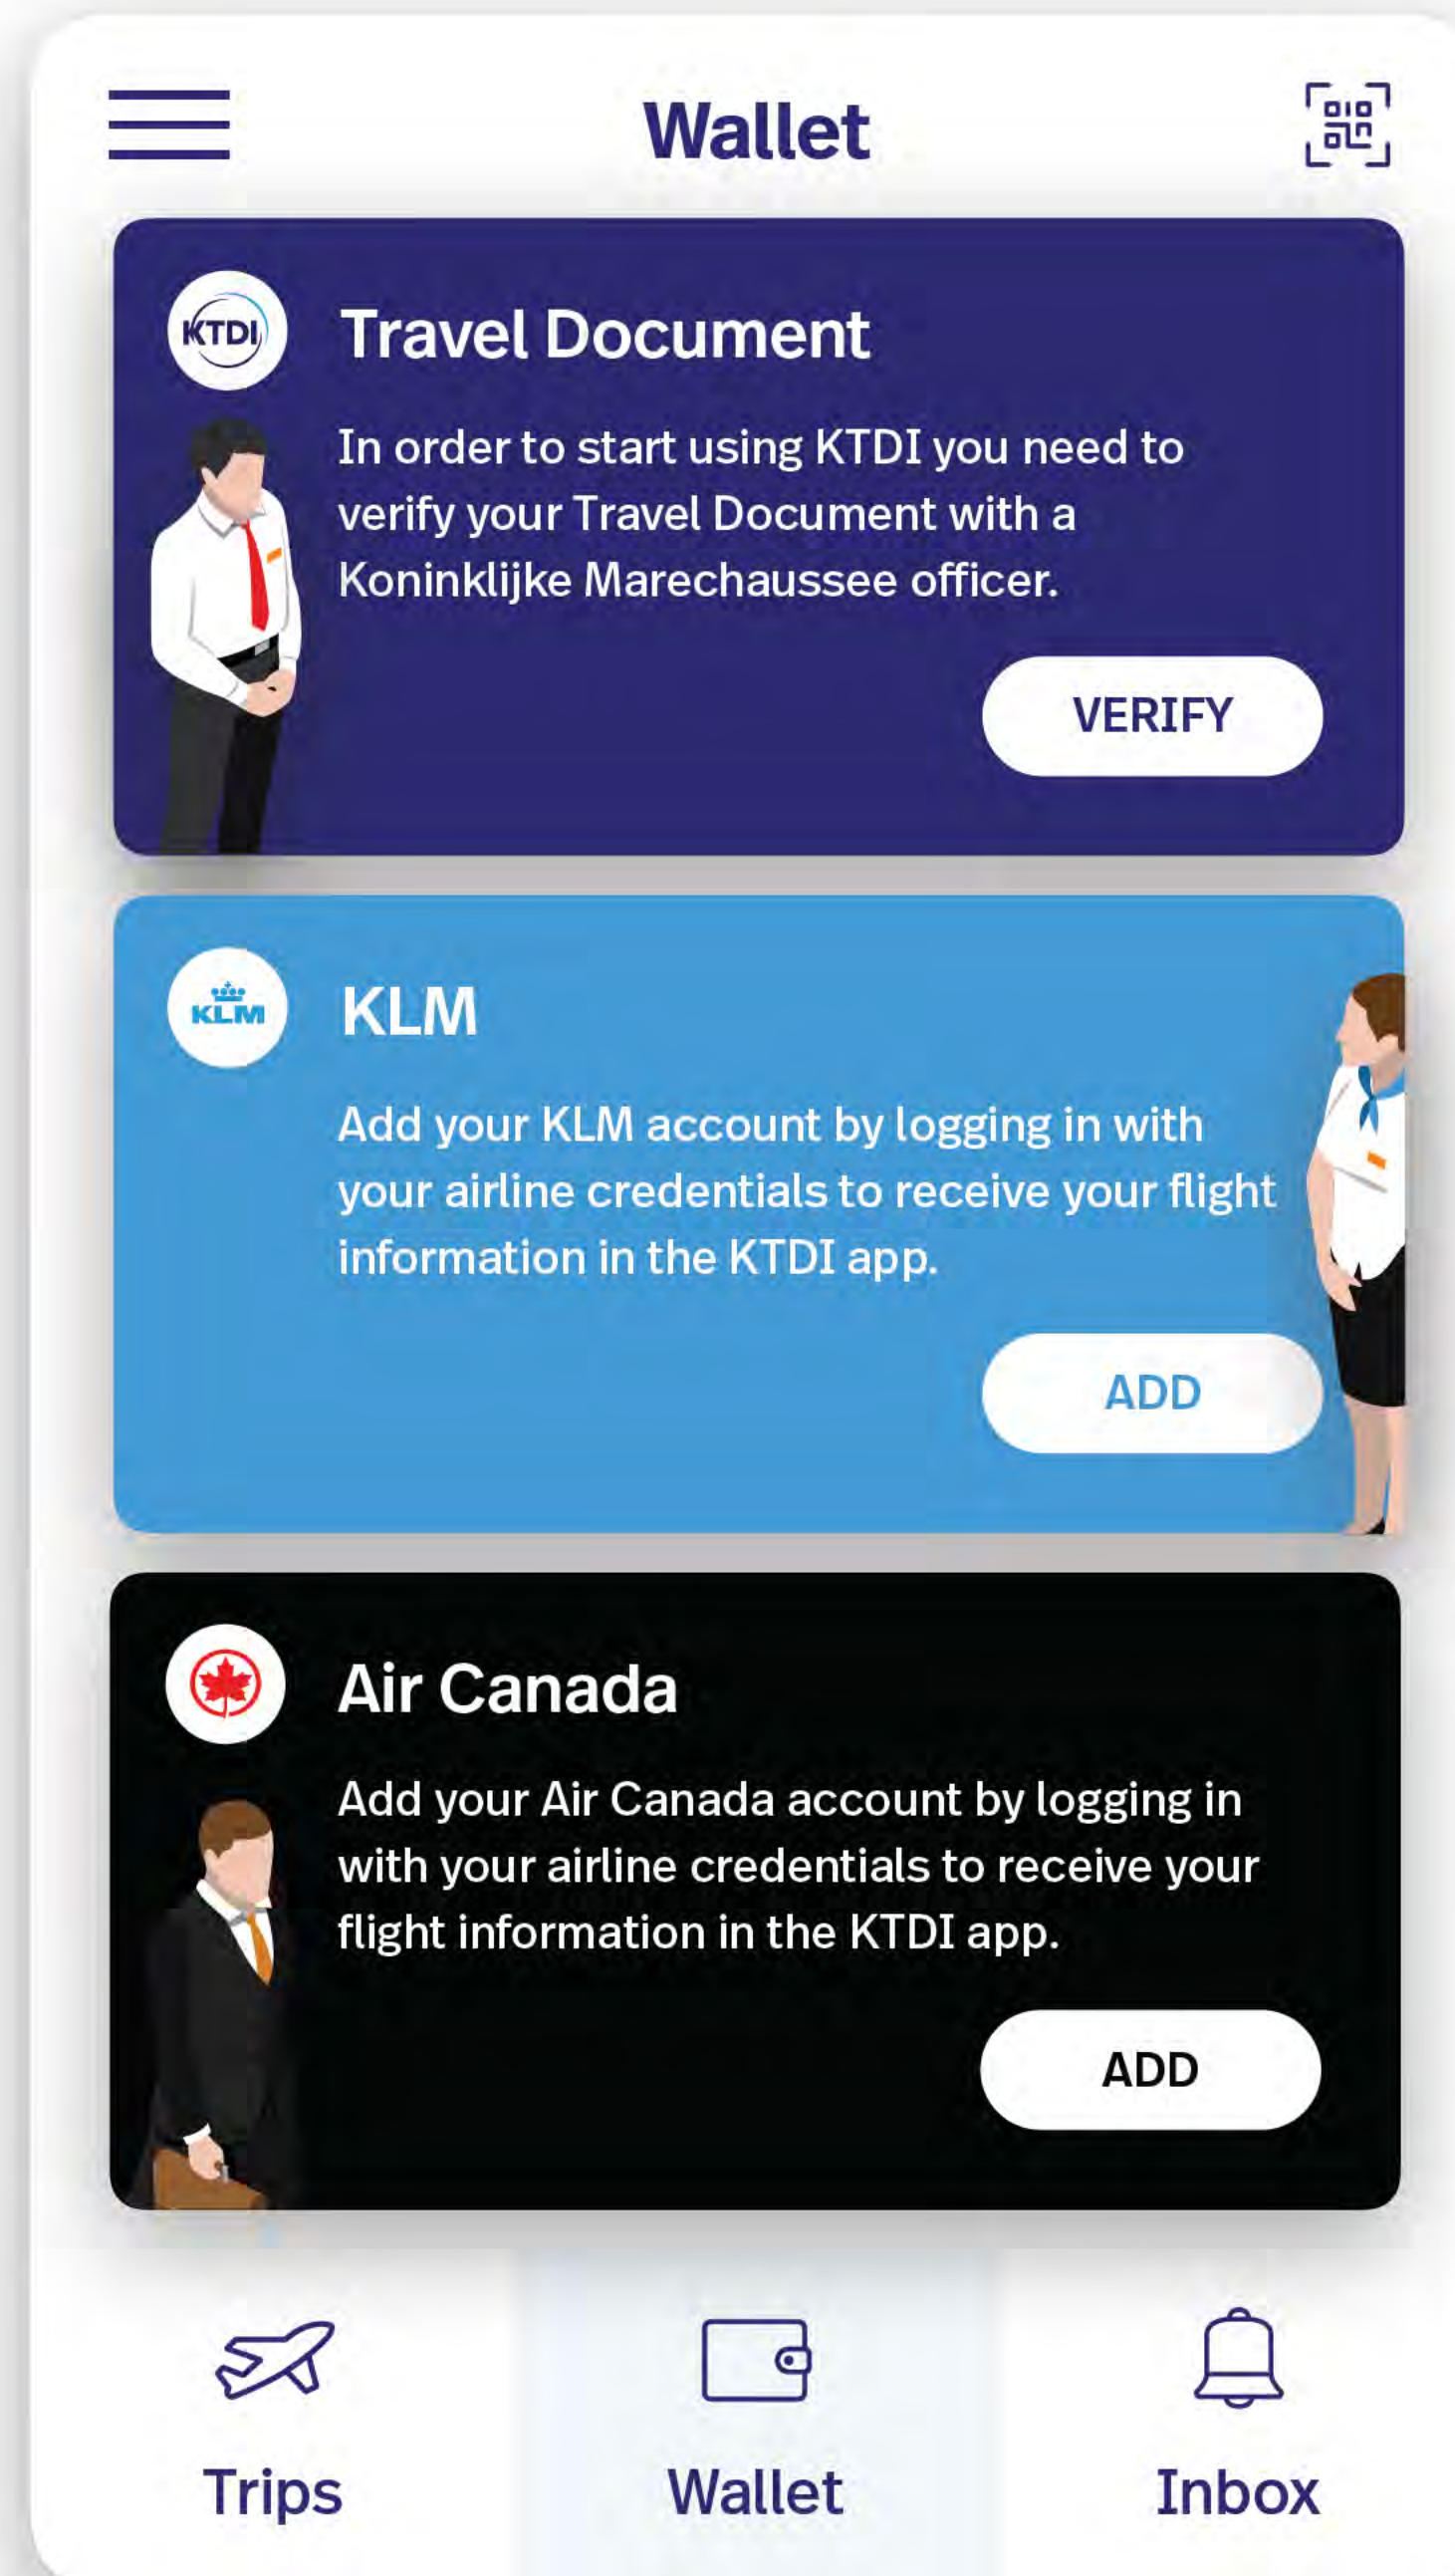 Wallet
KTDI
Travel Document
In order to start using KTDI you need to
verify your Travel Document with a
Koninklijke Marechaussee officer.
VERIFY
KLM
KLM
Add your KLM account by logging in with
your airline credentials to receive your flight
information in the KTDI app.
ADD
Air Canada
Add your Air Canada account by logging in
with your airline credentials to receive your
flight information in the KTDI app.
ADD
Trips
Wallet
Inbox